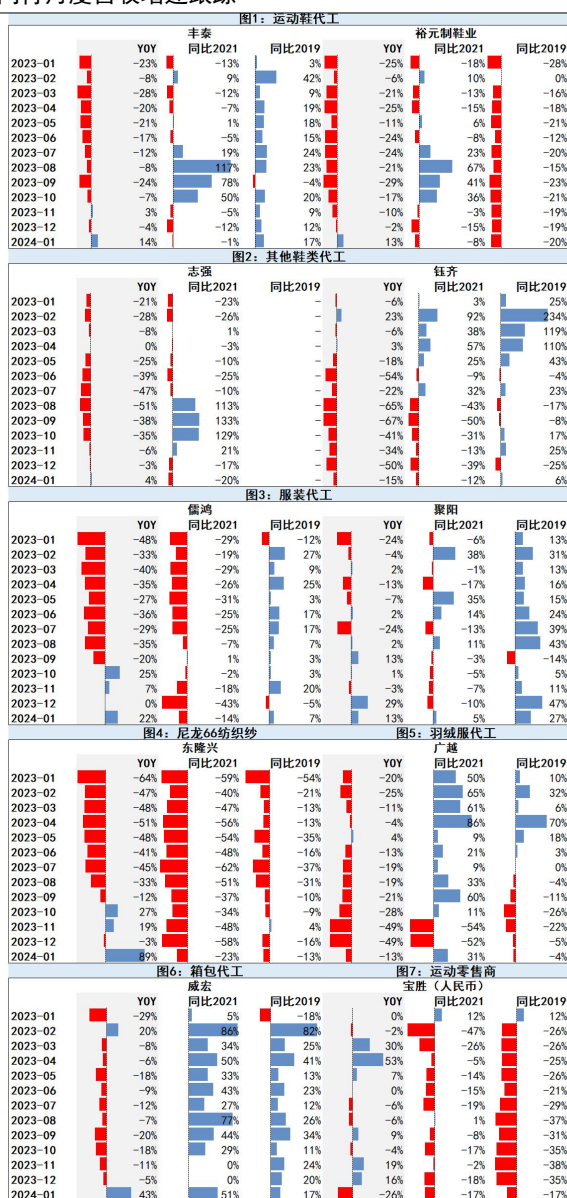 图1: 运动鞋代工
丰泰 裕元制鞋业
YOY 同比2021 同比2019 YOY 同比2021 同比2019
2023-01 -23% -13% 3% -25% -18% -28%
2023-02 -8% 9% 42% -6% 10% 0%
2023-03 -28% -12% 9% -21% -13% -16%
2023-04 -20% -7% 19% -25% -15% -18%
2023-05 -21% 1% 18% -11% 6% -21%
2023-06 -17% -5% 15% -24% -8% -12%
2023-07 -12% 19% 24% -24% 23% -20%
2023-08 -8% 117% 23% -21% 67% -15%
2023-09 -24% 78% -4% -29% 41% -23%
2023-10 -7% 50% 20% -17% 36% -21%
2023-11 3% -5% 9% -10% -3% -19%
2023-12 -4% -12% 12% -2% -15% -19%
2024-01 14% -1% 17% 13% -8% -20%
图2: 其他鞋类代工
志强 钰齐
YOY 同比2021 同比2019 YOY 同比2021 同比2019
2023-01 -21% -23% - -6% 3% 25%
2023-02 -28% -26% - 23% 92% 234%
2023-03 -8% 1% - -6% 38% 119%
2023-04 0% -3% - 3% 57% 110%
2023-05 -25% -10% - -18% 25% 43%
2023-06 -39% -25% - -54% -9% -4%
2023-07 -47% -10% - -22% 32% 23%
2023-08 -51% 113% - -65% -43% -17%
2023-09 -38% 133% - -67% -50% -8%
2023-10 -35% 129% - -41% -31% 17%
2023-11 -6% 21% - -34% -13% 25%
2023-12 -3% -17% - -50% -39% -25%
2024-01 4% -20% - -15% -12% 6%
图3: 服装代工
儒鸿 聚阳
YOY 同比2021 同比2019 YOY 同比2021 同比2019
2023-01 -48% -29% -12% -24% -6% 13%
2023-02 -33% -19% 27% -4% 38% 31%
2023-03 -40% -29% 9% 2% -1% 13%
2023-04 -35% -26% 25% -13% -17% 16%
2023-05 -27% -31% 3% -7% 35% 15%
2023-06 -36% -25% 17% 2% 14% 24%
2023-07 -29% -25% 17% -24% -13% 39%
2023-08 -35% -7% 7% 2% 11% 43%
2023-09 -20% 1% 3% 13% -3% -14%
2023-10 25% -2% 3% 1% -5% 5%
2023-11 7% -18% 20% -3% -7% 11%
2023-12 0% -43% -5% 29% -10% 47%
2024-01 22% -14% 7% 13% 5% 27%
图4: 尼龙66纺织纱 图5: 羽绒服代工
东隆兴 广越
YOY 同比2021 同比2019 YOY 同比2021 同比2019
2023-01 -64% -59% -54% -20% 50% 10%
2023-02 -47% -40% -21% -25% 65% 32%
2023-03 -48% -47% -13% -11% 61% 6%
2023-04 -51% -56% -13% -4% 86% 70%
2023-05 -48% -54% -35% 4% 9% 18%
2023-06 -41% -48% -16% -13% 21% 3%
2023-07 -45% -62% -37% -19% 9% 0%
2023-08 -33% -51% -31% -19% 33% -4%
2023-09 -12% -37% -10% -21% 60% -11%
2023-10 27% -34% -9% -28% 11% -26%
2023-11 19% -48% 4% -49% -54% -22%
2023-12 -3% -58% -16% -49% -52% -5%
2024-01 89% -23% -13% -13% 31% -4%
图6: 箱包代工 图7: 运动零售商
威宏 宝胜 (人民币)
YOY 同比2021 同比2019 YOY 同比2021 同比2019
2023-01 -29% 5% -18% 0% 12% 12%
2023-02 20% 86% 82% -2% -47% -26%
2023-03 -8% 34% 25% 30% -26% -26%
2023-04 -6% 50% 41% 53% -5% -25%
2023-05 -18% 33% 13% 7% -14% -26%
2023-06 -9% 43% 23% 0% -15% -21%
2023-07 -12% 27% 12% -6% -19% -29%
2023-08 -7% 77% 26% -6% 1% -37%
2023-09 -20% 44% 34% 9% -8% -31%
2023-10 -18% 29% 11% -4% -17% -35%
2023-11 -11% 0% 24% 19% -2% -38%
2023-12 -5% 0% 20% 16% -18% -35%
2024-01 43% 51% 17% -26% -17% -17%